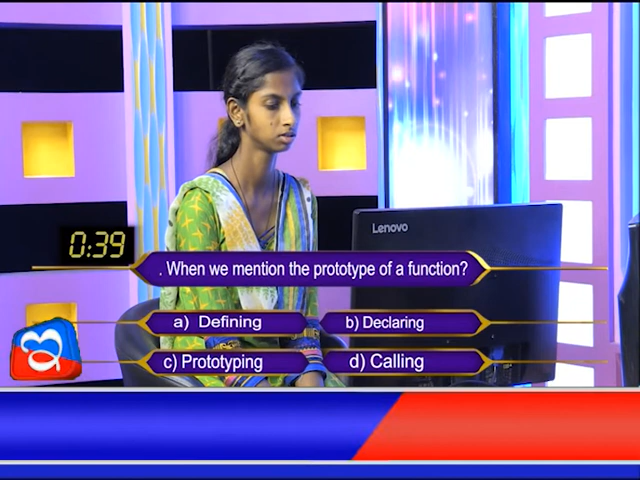 Lenovo
0:39
. When we mention the prototype of a function?
a) Defining
b) Declaring
c) Prototyping
d) Calling